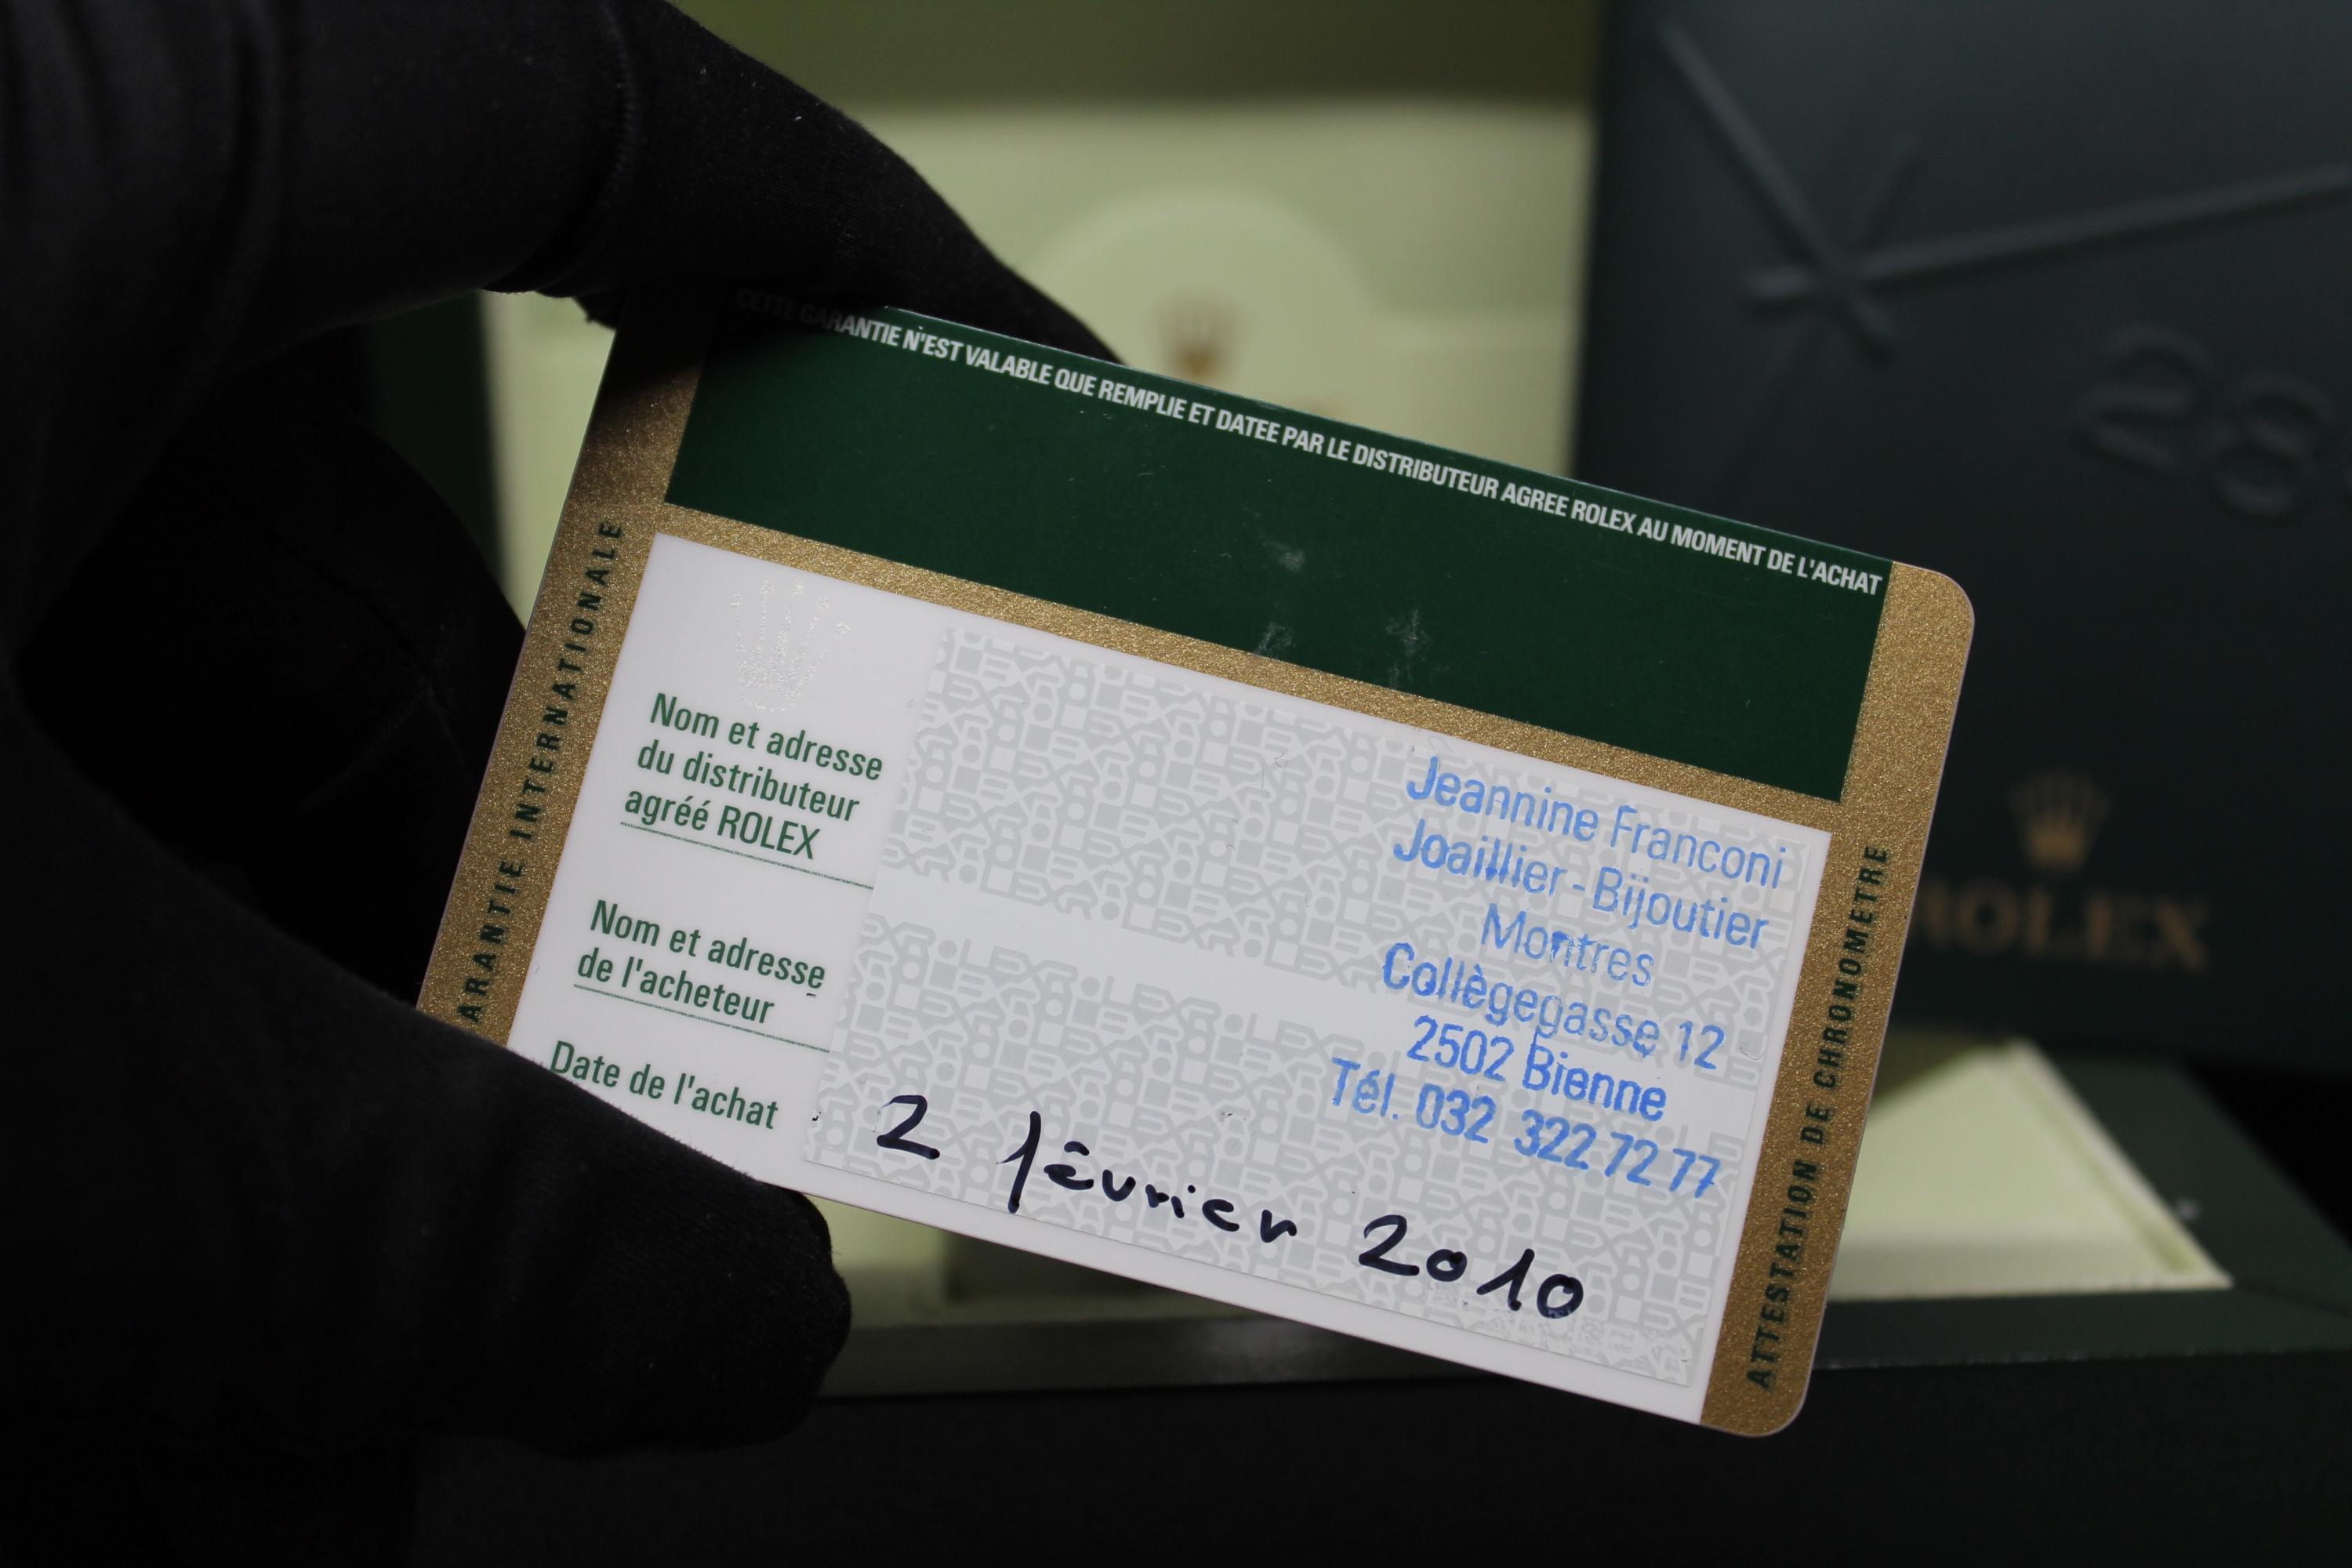 CETTE GARANTIE N'EST VALABLE QUE REMPLIE ET DATEE PAR LE DISTRIBUTEUR AGREE ROLEX AU MOMENT DE L'ACHAT
GARANTIE INTERNATIONALE
Nom et adresse
du distributeur
agréé ROLEX
Nom et adresse
de l'acheteur
Date de l'achat
Jeannine Franconi
Joaillier - Bijoutier
Montres
Collègegasse 12
2502 Bienne
Tél. 032 322 72 77
2 février 2010
ATTESTATION DE CHRONOMETRE
28
ROLEX